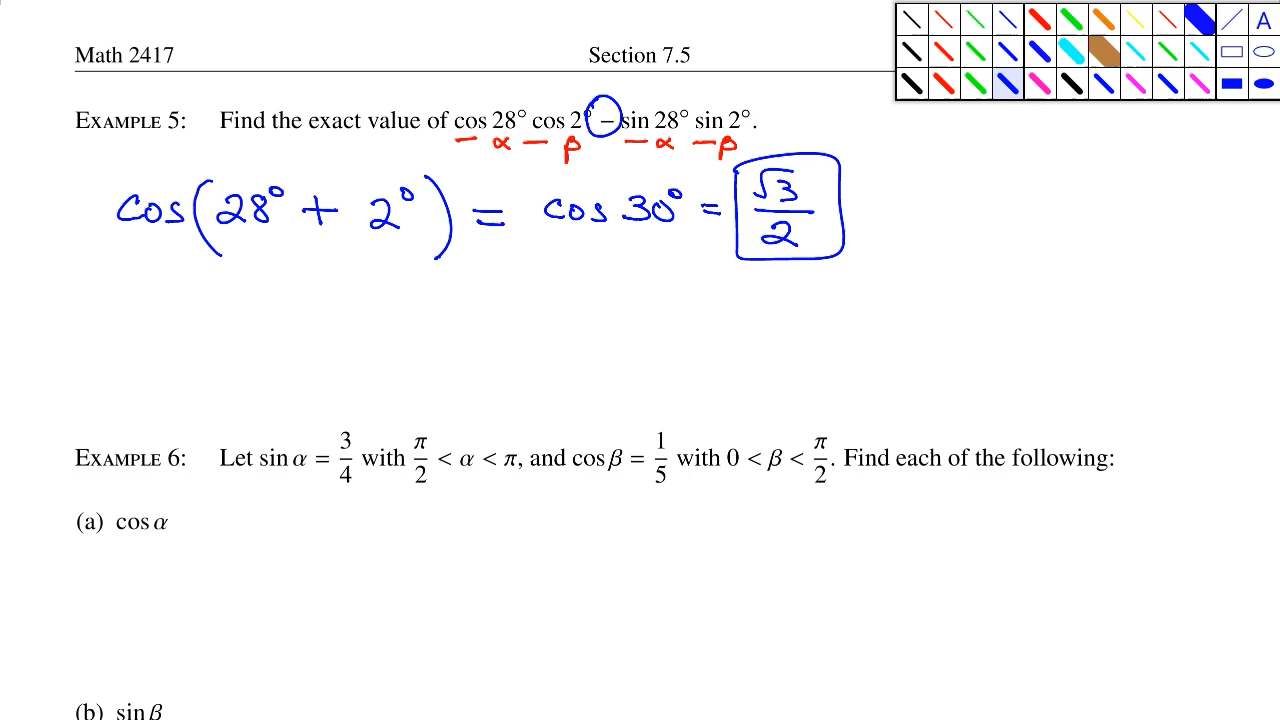 Math 2417 Section 7.5
A
EXAMPLE 5: Find the exact value of cos 28° cos 2° − sin 28° sin 2°.
− α − β − α − β
cos(28° + 2°) = cos 30° = √3/2
EXAMPLE 6: Let sin α = 3/4 with π/2 < α < π, and cos β = 1/5 with 0 < β < π/2. Find each of the following:
(a) cos α
(b) sin β